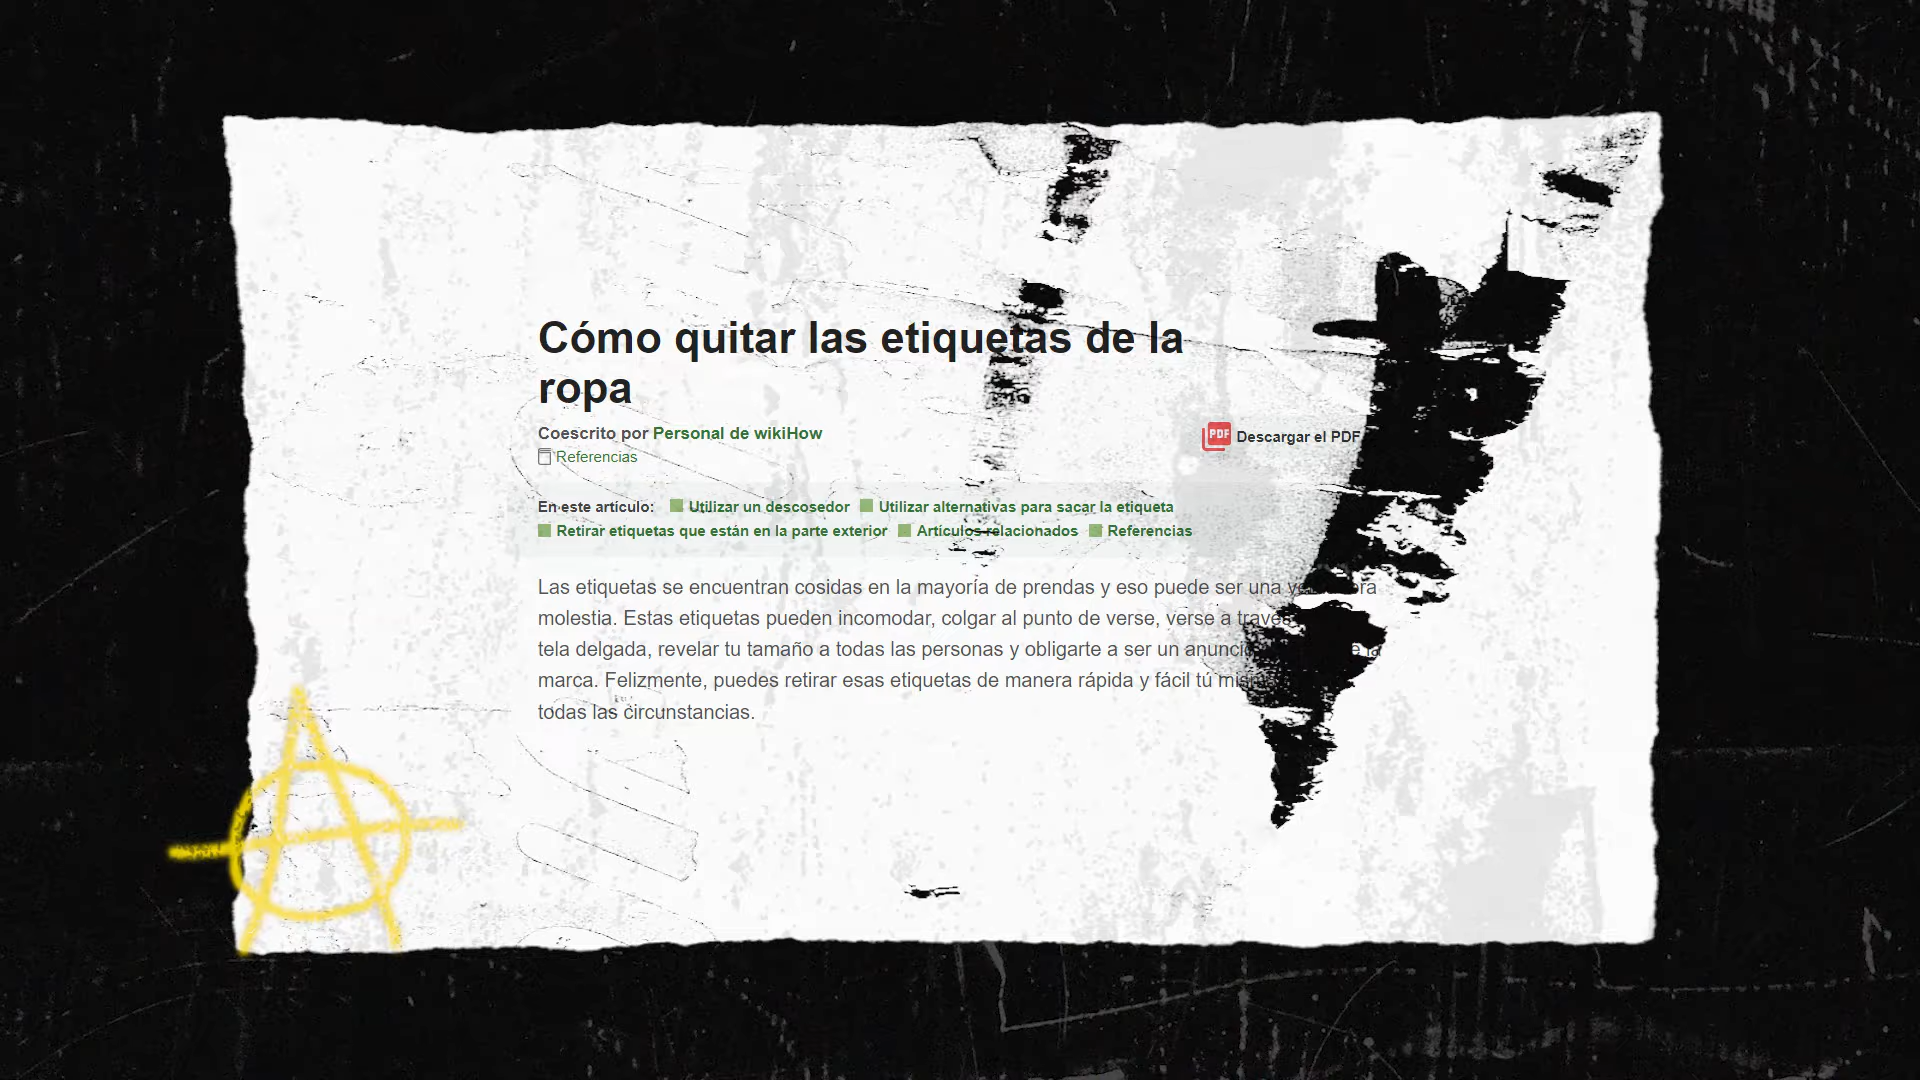 Cómo quitar las etiquetas de la
ropa
Coescrito por Personal de wikiHow
PDF Descargar el PDF
Referencias
En este artículo: Utilizar un descosedor Utilizar alternativas para sacar la etiqueta
Retirar etiquetas que están en la parte exterior Artículos relacionados Referencias
Las etiquetas se encuentran cosidas en la mayoría de prendas y eso puede ser una
molestia. Estas etiquetas pueden incomodar, colgar al punto de verse, verse a través
tela delgada, revelar tu tamaño a todas las personas y obligarte a ser un la
marca. Felizmente, puedes retirar esas etiquetas de manera rápida y fácil tú
todas las circunstancias.